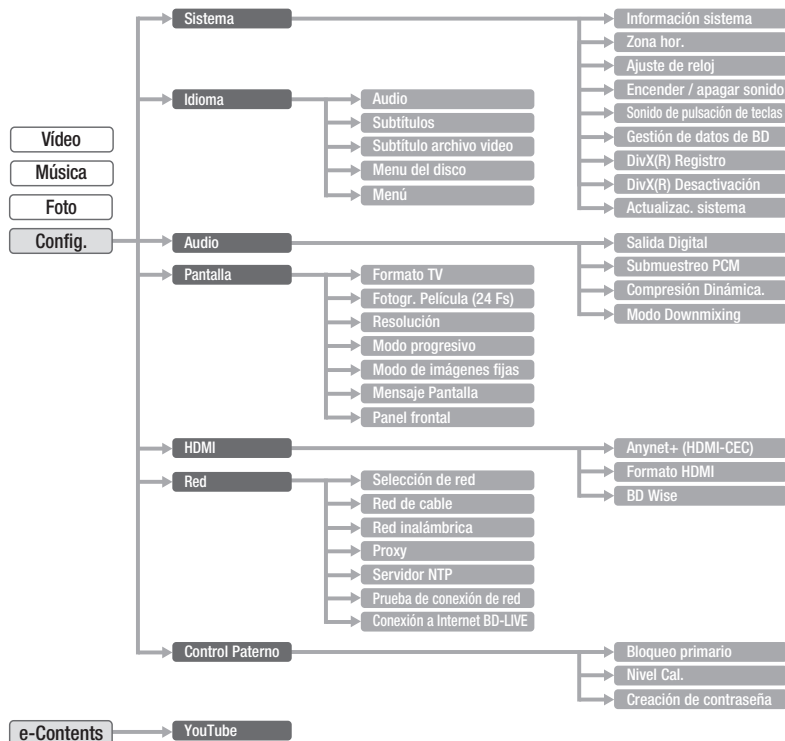 Vídeo
Música
Foto
Config.
Sistema
Información sistema
Zona hor.
Ajuste de reloj
Encender / apagar sonido
Sonido de pulsación de teclas
Gestión de datos de BD
DivX(R) Registro
DivX(R) Desactivación
Actualizac. sistema
Idioma
Audio
Subtítulos
Subtítulo archivo video
Menu del disco
Menú
Audio
Salida Digital
Submuestreo PCM
Compresión Dinámica.
Modo Downmixing
Pantalla
Formato TV
Fotogr. Película (24 Fs)
Resolución
Modo progresivo
Modo de imágenes fijas
Mensaje Pantalla
Panel frontal
HDMI
Anynet+ (HDMI-CEC)
Formato HDMI
BD Wise
Red
Selección de red
Red de cable
Red inalámbrica
Proxy
Servidor NTP
Prueba de conexión de red
Conexión a Internet BD-LIVE
Control Paterno
Bloqueo primario
Nivel Cal.
Creación de contraseña
e-Contents
YouTube